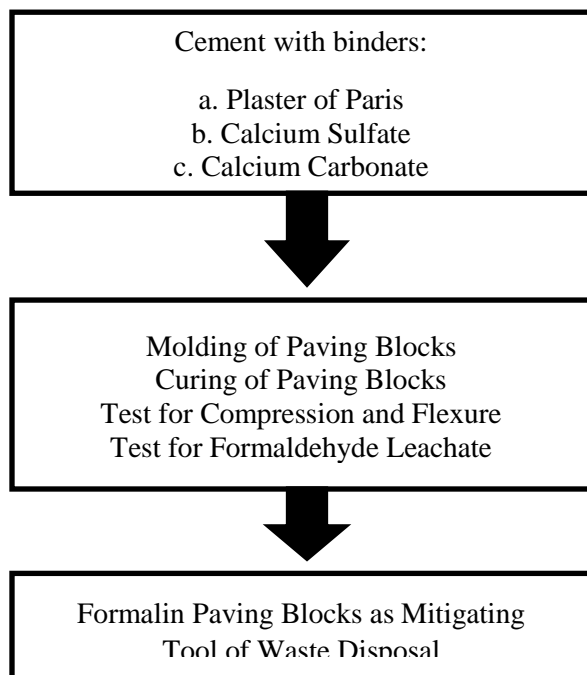 Cement with binders:
a. Plaster of Paris
b. Calcium Sulfate
c. Calcium Carbonate
Molding of Paving Blocks
Curing of Paving Blocks
Test for Compression and Flexure
Test for Formaldehyde Leachate
Formalin Paving Blocks as Mitigating
Tool of Waste Disposal